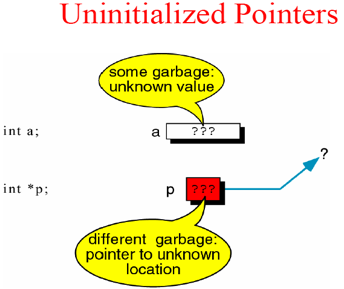 Uninitialized Pointers
some garbage:
unknown value
int a;
a
???
?
int *p;
p
???
different garbage:
pointer to unknown
location